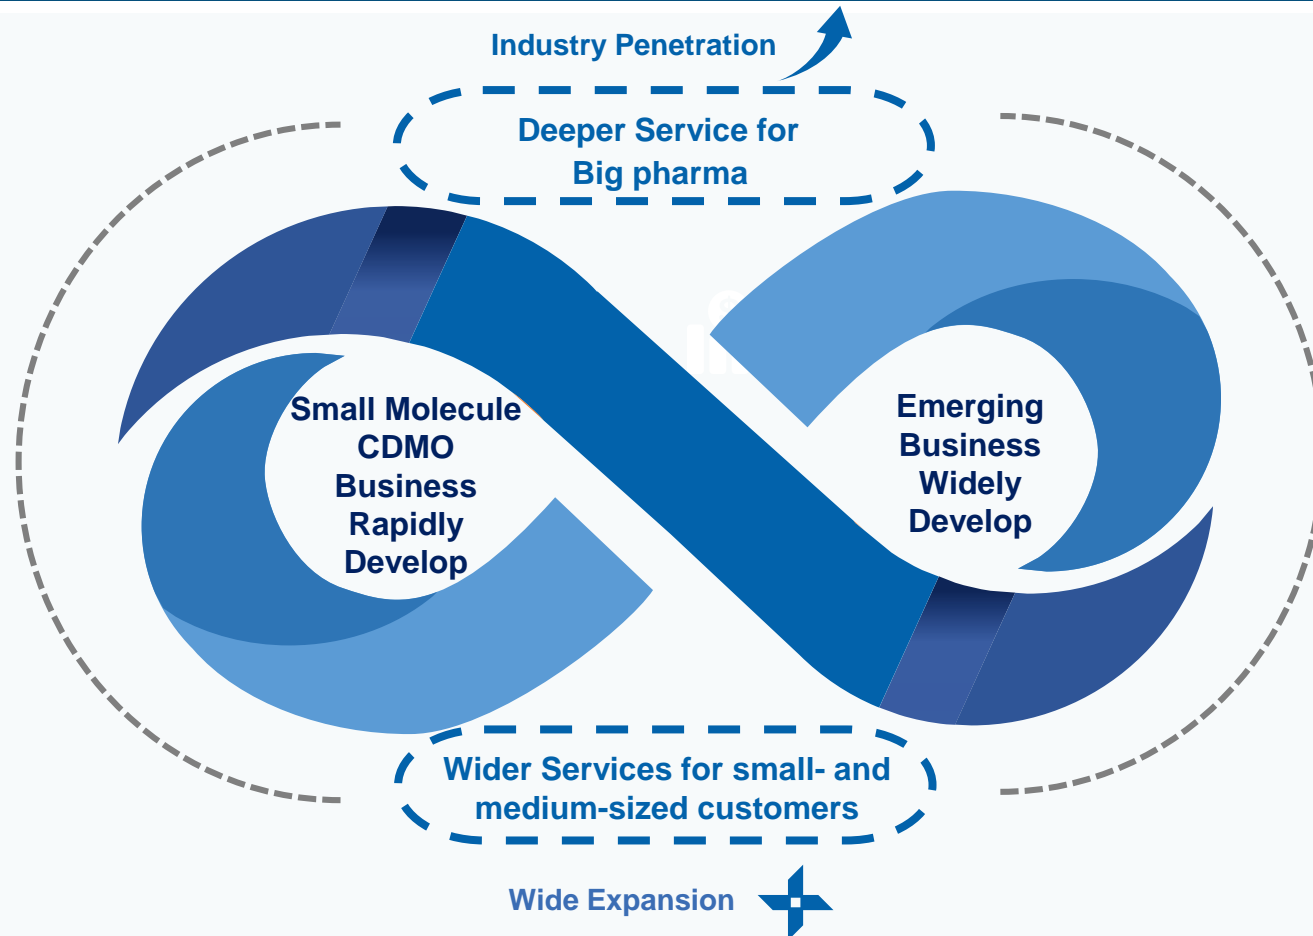 Industry Penetration
Deeper Service for
Big pharma
Small Molecule
CDMO
Business
Rapidly
Develop
Emerging
Business
Widely
Develop
Wider Services for small- and
medium-sized customers
Wide Expansion